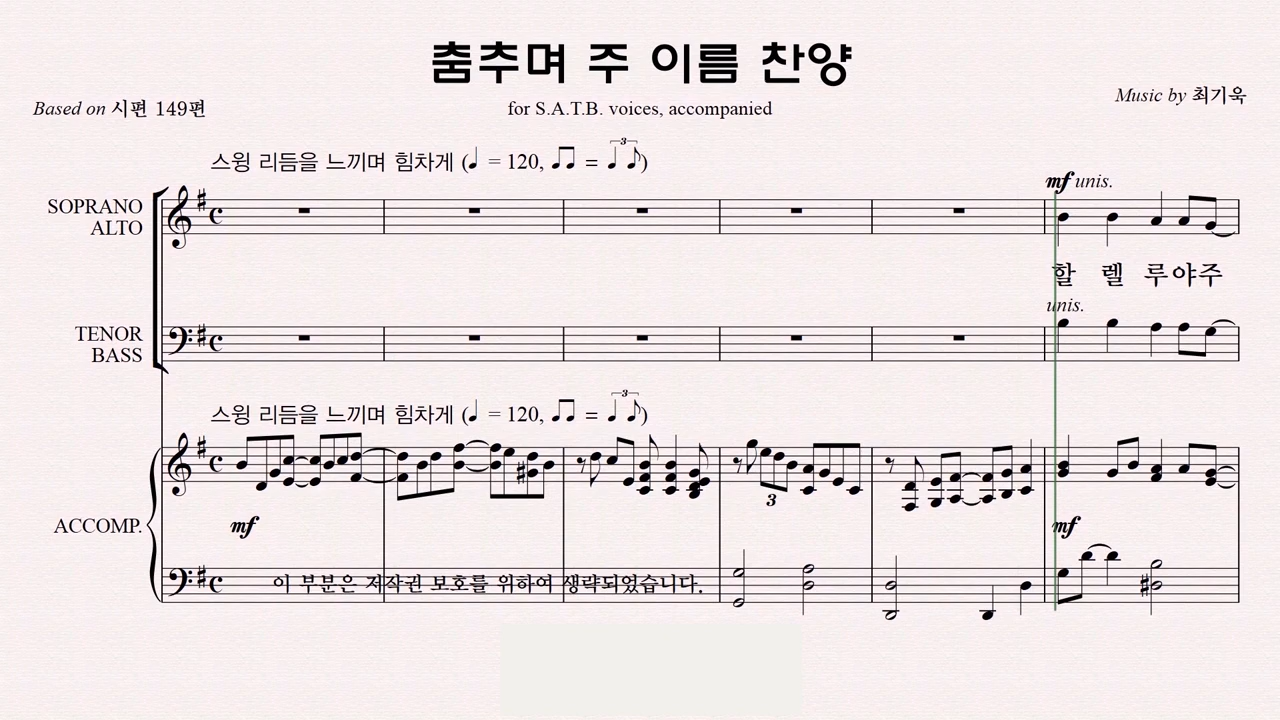 춤추며 주 이름 찬양
Based on 시편 149편
for S.A.T.B. voices, accompanied
Music by 최기욱
스윙 리듬을 느끼며 힘차게 (♩ = 120, ♫ = 3 ♩ ♪)
mf unis.
SOPRANO
ALTO
할 렐 루야주
unis.
TENOR
BASS
스윙 리듬을 느끼며 힘차게 (♩ = 120, ♫ = 3 ♩ ♪)
3
ACCOMP.
mf
mf
이 부분은 저작권 보호를 위하여 생략되었습니다.